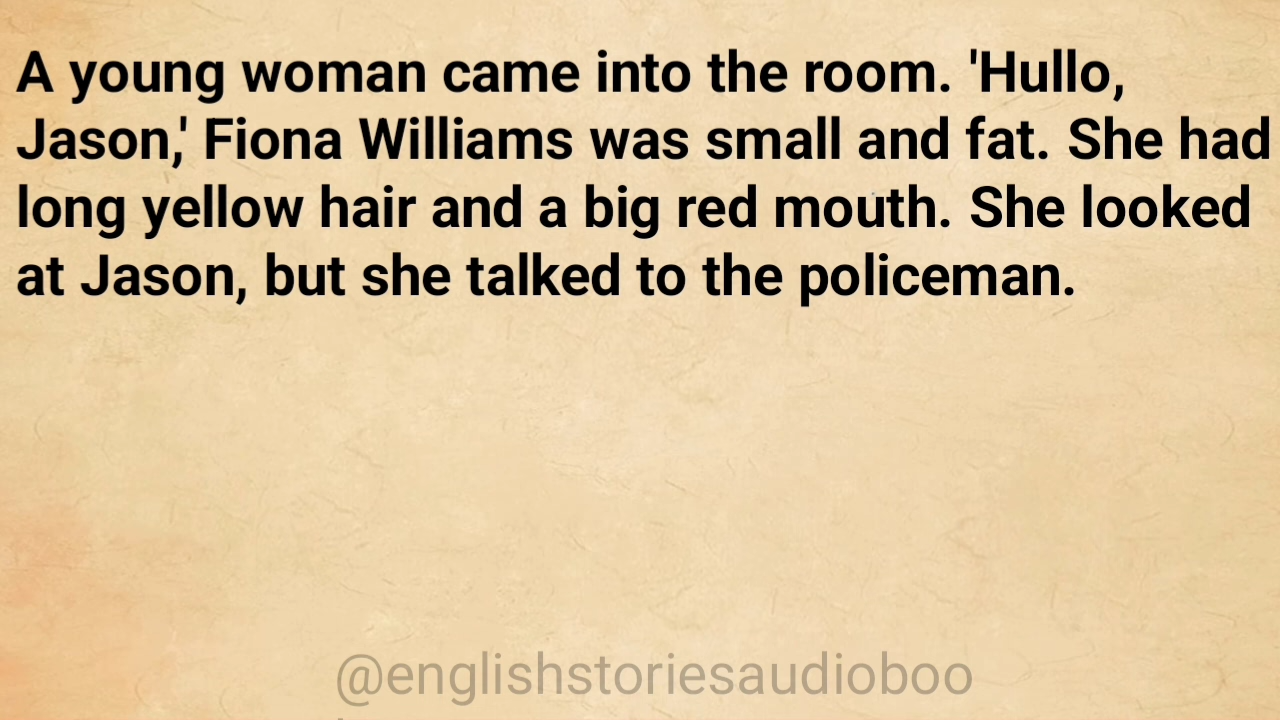 A young woman came into the room. 'Hullo,
Jason,' Fiona Williams was small and fat. She had
long yellow hair and a big red mouth. She looked
at Jason, but she talked to the policeman.
@englishstoriesaudioboo